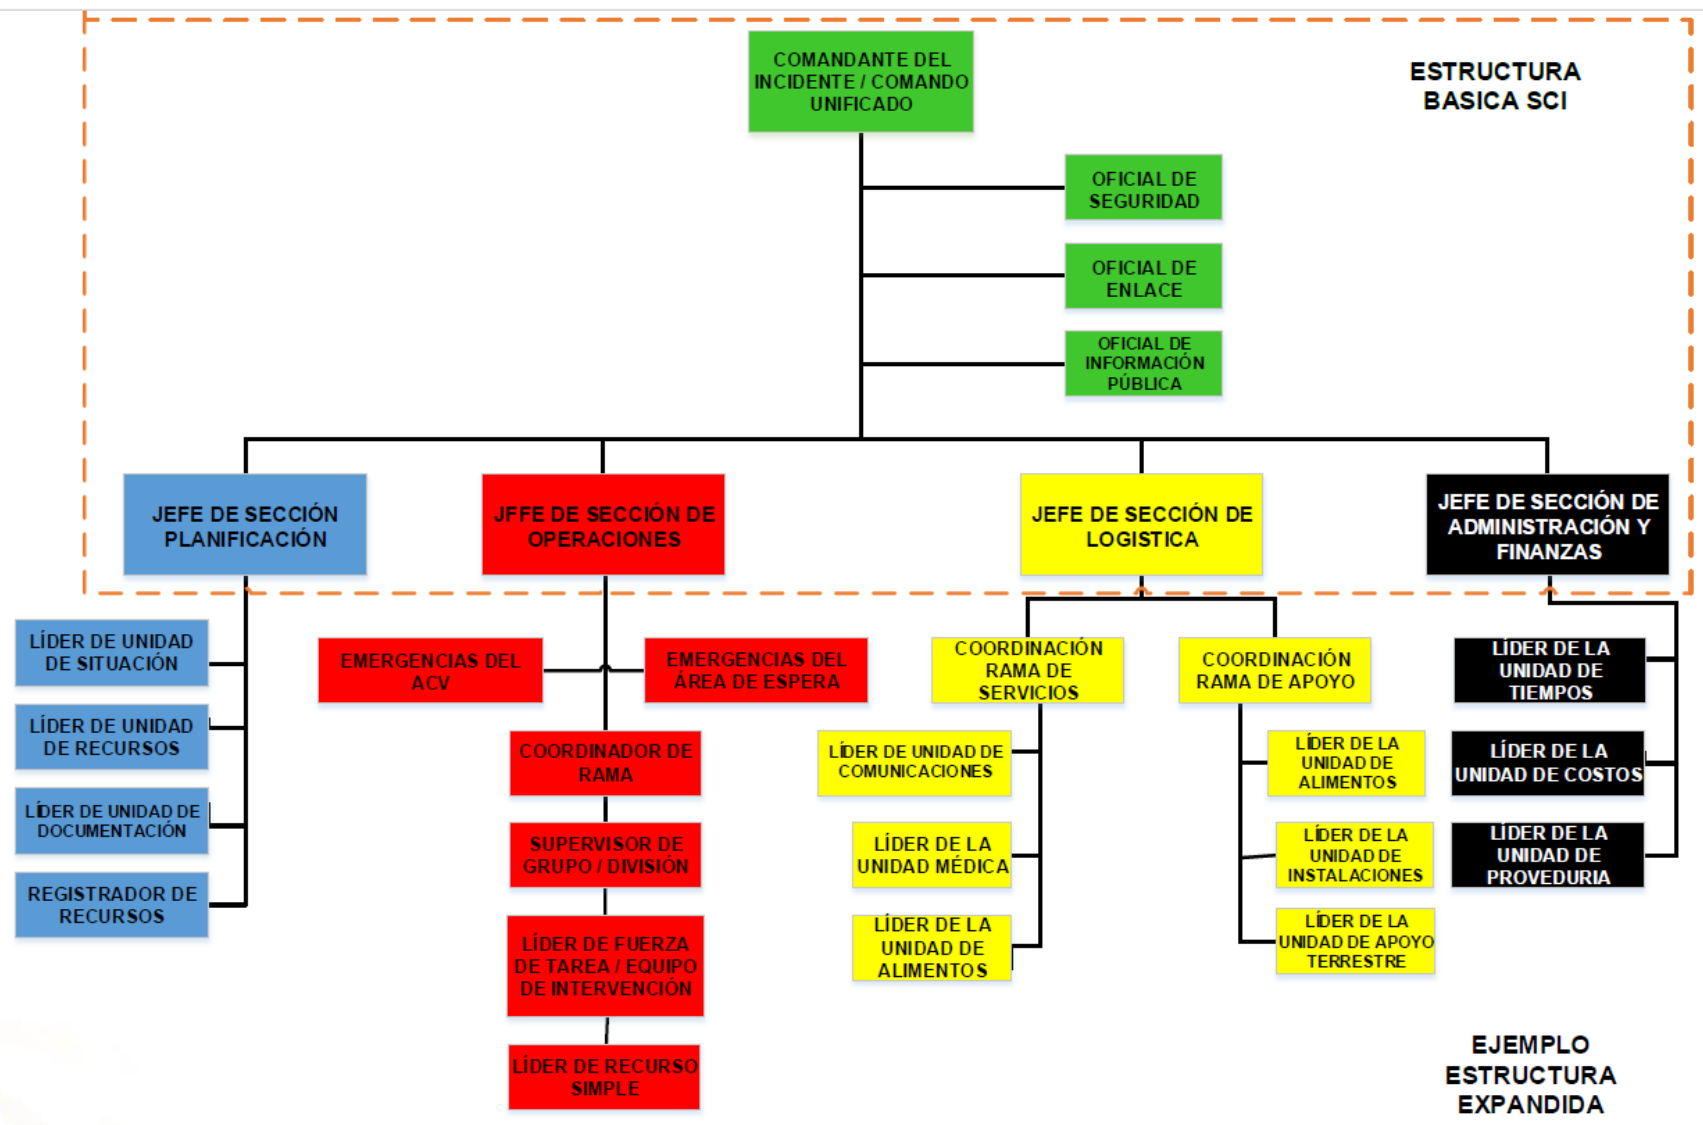 COMANDANTE DEL
INCIDENTE / COMANDO
UNIFICADO
ESTRUCTURA
BASICA SCI
OFICIAL DE
SEGURIDAD
OFICIAL DE
ENLACE
OFICIAL DE
INFORMACIÓN
PÚBLICA
JEFE DE SECCIÓN
PLANIFICACIÓN
JFFE DE SECCIÓN DE
OPERACIONES
JEFE DE SECCIÓN DE
LOGISTICA
JEFE DE SECCIÓN DE
ADMINISTRACIÓN Y
FINANZAS
LÍDER DE UNIDAD
DE SITUACIÓN
LÍDER DE UNIDAD
DE RECURSOS
LÍDER DE UNIDAD DE
DOCUMENTACIÓN
REGISTRADOR DE
RECURSOS
EMERGENCIAS DEL
ACV
EMERGENCIAS DEL
ÁREA DE ESPERA
COORDINADOR DE
RAMA
SUPERVISOR DE
GRUPO / DIVISIÓN
LÍDER DE FUERZA
DE TAREA / EQUIPO
DE INTERVENCIÓN
LÍDER DE RECURSO
SIMPLE
COORDINACIÓN
RAMA DE
SERVICIOS
LÍDER DE UNIDAD DE
COMUNICACIONES
LÍDER DE LA
UNIDAD MÉDICA
LÍDER DE LA
UNIDAD DE
ALIMENTOS
COORDINACIÓN
RAMA DE APOYO
LÍDER DE LA
UNIDAD DE
ALIMENTOS
LÍDER DE LA
UNIDAD DE
INSTALACIONES
LÍDER DE LA
UNIDAD DE APOYO
TERRESTRE
LÍDER DE LA
UNIDAD DE
TIEMPOS
LÍDER DE LA
UNIDAD DE COSTOS
LÍDER DE LA
UNIDAD DE
PROVEDURIA
EJEMPLO
ESTRUCTURA
EXPANDIDA